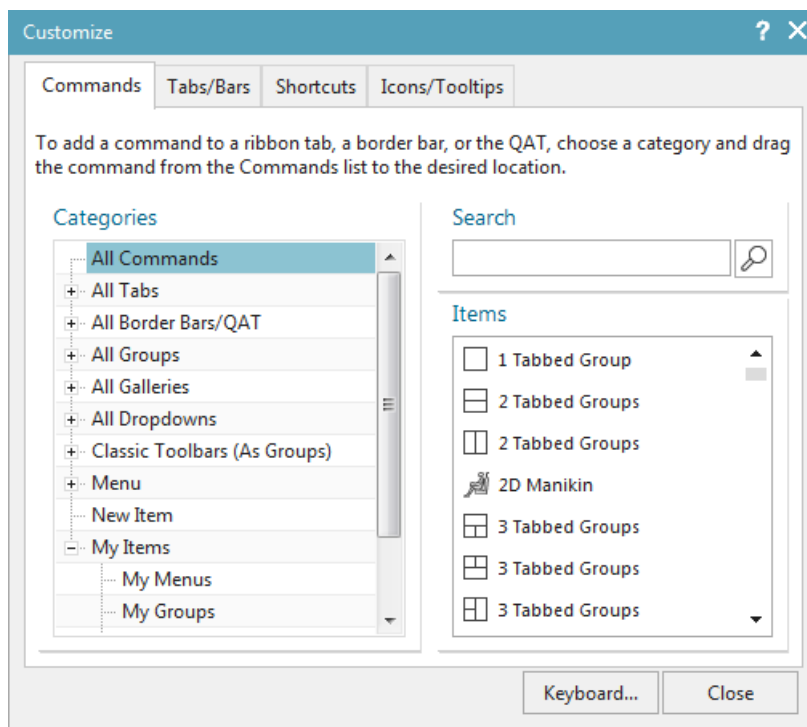 Customize
?
Commands
Tabs/Bars
Shortcuts
Icons/Tooltips
To add a command to a ribbon tab, a border bar, or the QAT, choose a category and drag
the command from the Commands list to the desired location.
Categories
All Commands
All Tabs
All Border Bars/QAT
All Groups
All Galleries
All Dropdowns
Classic Toolbars (As Groups)
Menu
New Item
My Items
My Menus
My Groups
Search
Items
1 Tabbed Group
2 Tabbed Groups
2 Tabbed Groups
2D Manikin
3 Tabbed Groups
3 Tabbed Groups
3 Tabbed Groups
Keyboard...
Close